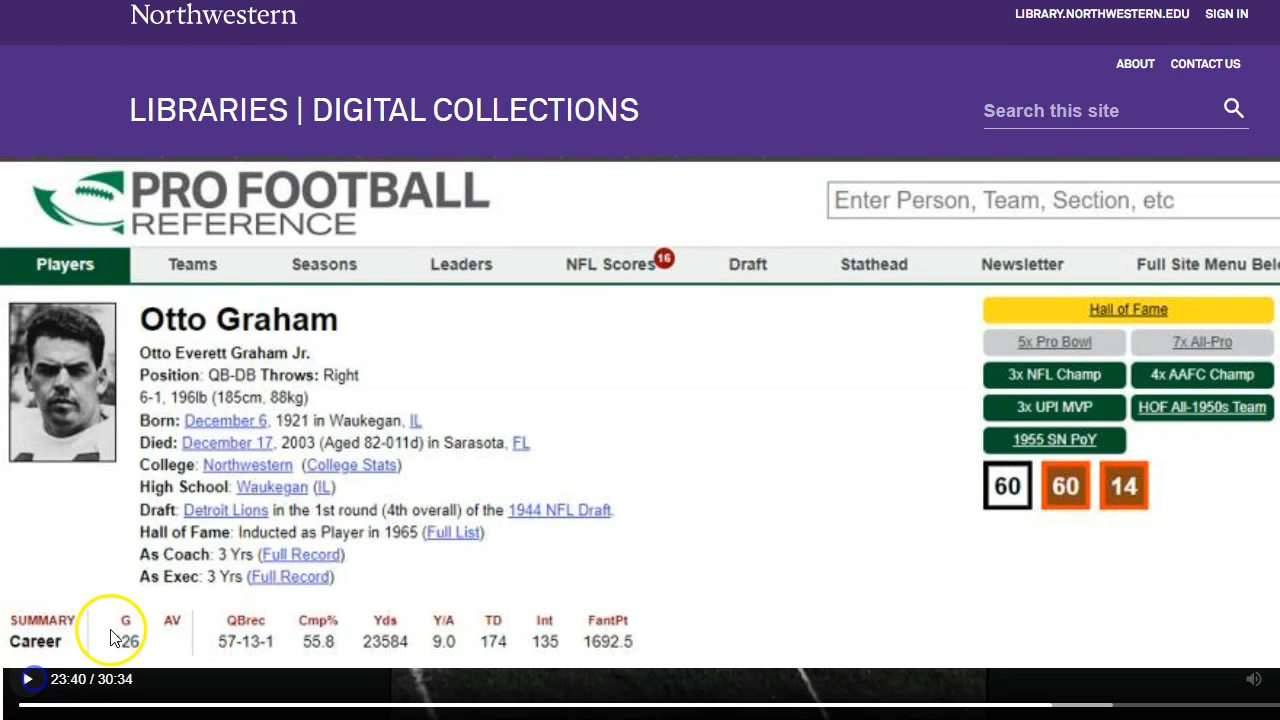 Northwestern
LIBRARY.NORTHWESTERN.EDU SIGN IN
ABOUT CONTACT US
LIBRARIES | DIGITAL COLLECTIONS
Search this site
PRO FOOTBALL
REFERENCE
Enter Person, Team, Section, etc
Players Teams Seasons Leaders NFL Scores 16 Draft Stathead Newsletter Full Site Menu Bel
Otto Graham
Otto Everett Graham Jr.
Position: QB-DB Throws: Right
6-1, 196lb (185cm, 88kg)
Born: December 6, 1921 in Waukegan, IL
Died: December 17, 2003 (Aged 82-011d) in Sarasota, FL
College: Northwestern (College Stats)
High School: Waukegan (IL)
Draft: Detroit Lions in the 1st round (4th overall) of the 1944 NFL Draft.
Hall of Fame: Inducted as Player in 1965 (Full List)
As Coach: 3 Yrs (Full Record)
As Exec: 3 Yrs (Full Record)
Hall of Fame
5x Pro Bowl 7x All-Pro
3x NFL Champ 4x AAFC Champ
3x UPI MVP HOF All-1950s Team
1955 SN PoY
60 60 14
SUMMARY G AV QBrec Cmp% Yds Y/A TD Int FantPt
Career 57-13-1 55.8 23584 9.0 174 135 1692.5
23:40 / 30:34